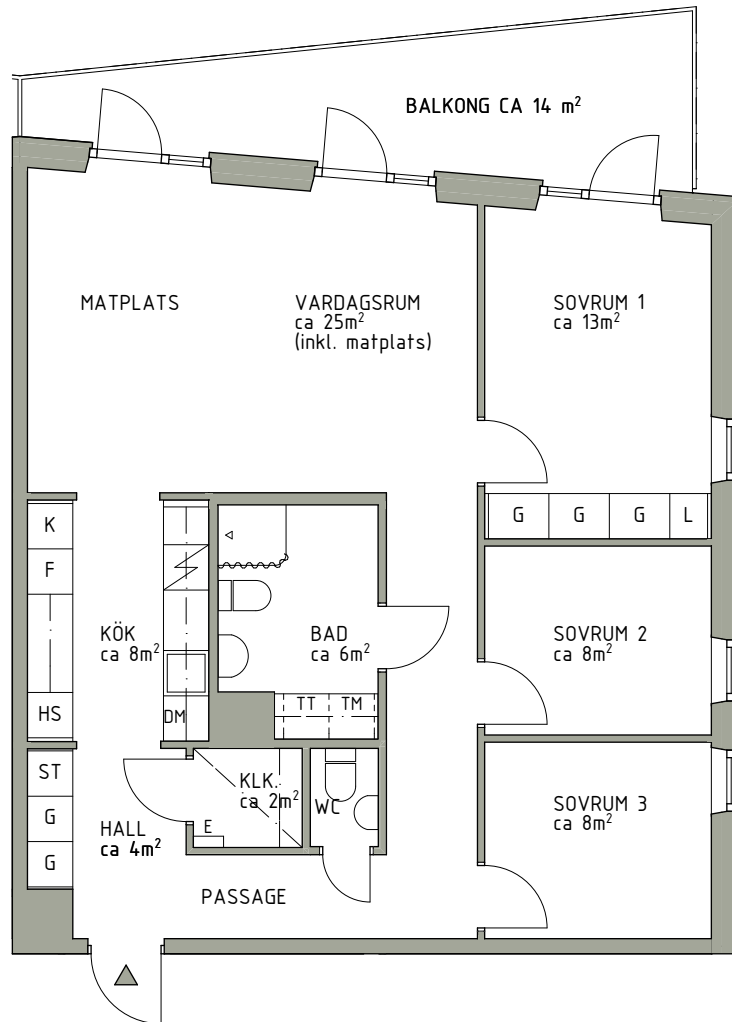 BALKONG CA 14 m²
MATPLATS
VARDAGSRUM
ca 25m²
(inkl. matplats)
SOVRUM 1
ca 13m²
G G G L
K
F
HS
KÖK
ca 8m²
DM
BAD
ca 6m²
TT TM
SOVRUM 2
ca 8m²
ST
G
G
HALL
ca 4m²
KLK.
ca 2m²
E
WC
SOVRUM 3
ca 8m²
PASSAGE